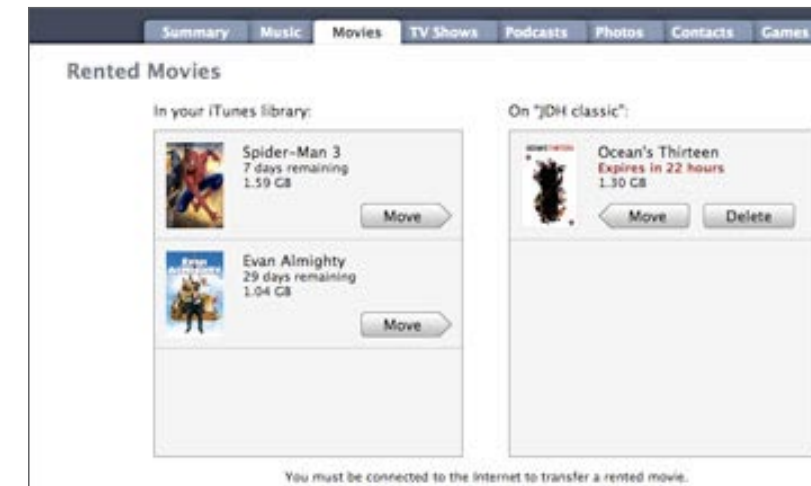 Summary Music Movies TV Shows Podcasts Photos Contacts Games
Rented Movies
In your iTunes library:
Spider-Man 3
7 days remaining
1.59 GB
Move
Evan Almighty
29 days remaining
1.04 GB
Move
On "JDH classic":
Ocean's Thirteen
Expires in 22 hours
1.30 GB
Move Delete
You must be connected to the Internet to transfer a rented movie.